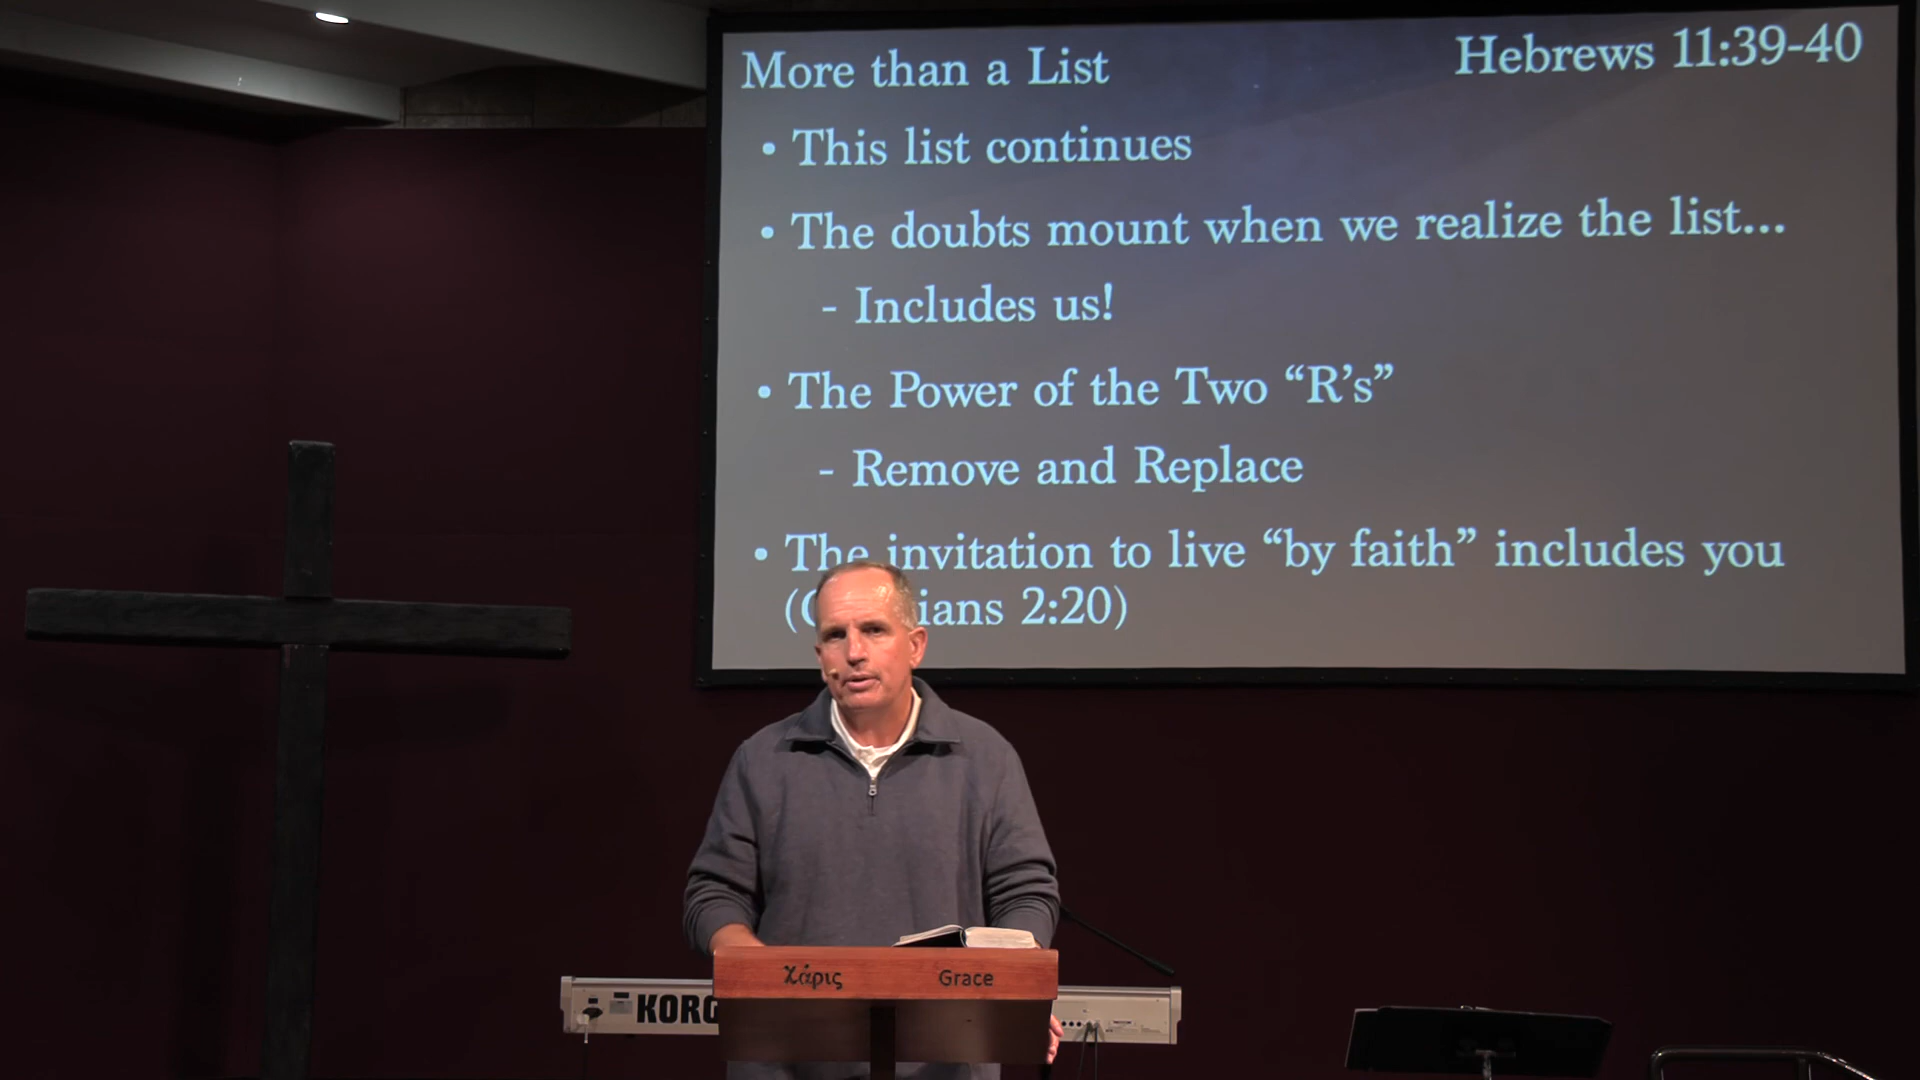 More than a List
Hebrews 11:39-40
• This list continues
• The doubts mount when we realize the list...
- Includes us!
• The Power of the Two “R’s”
- Remove and Replace
• The invitation to live “by faith” includes you
ians 2:20)
Χάρις
Grace
KORG